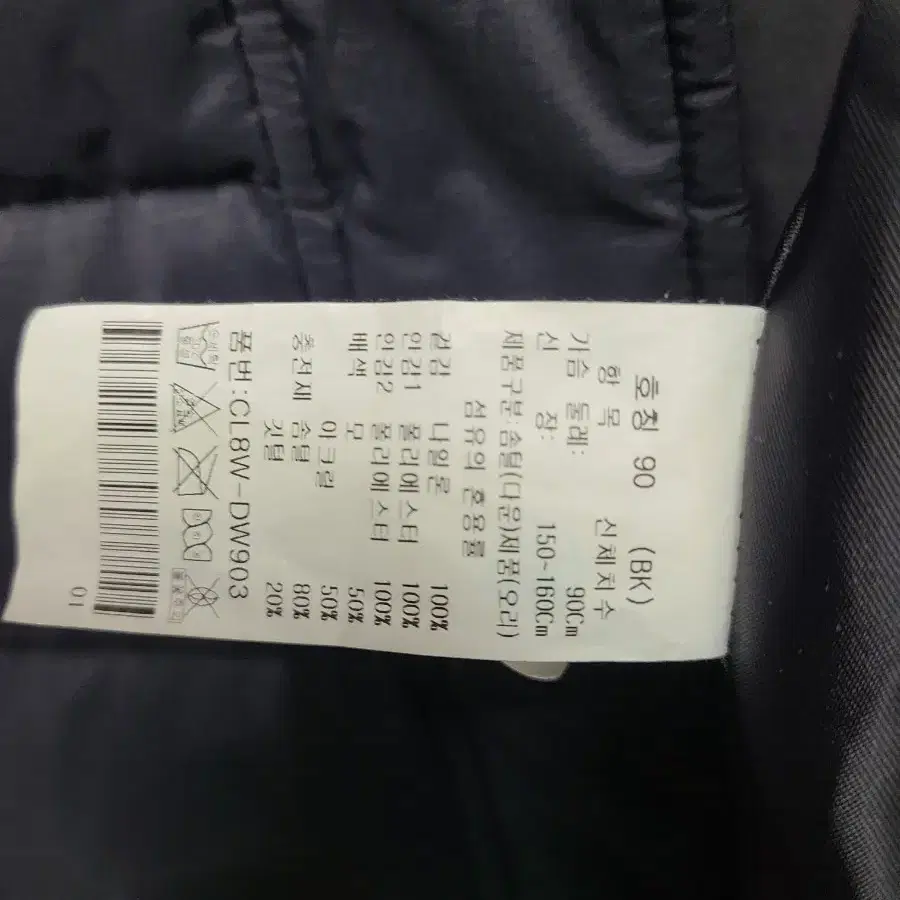 호칭 90 (BK)
항 목 신체치수
가슴 둘레: 90Cm
신 장: 150~160Cm
제품구분:솜털(다운)제품(오리)
섬유의 혼용률
겉감 나일론 100%
안감1 폴리에스터 100%
안감2 폴리에스터 100%
배색 모 50%
아크릴 50%
충전재 솜털 80%
깃털 20%
품번:CL8W-DW903
01